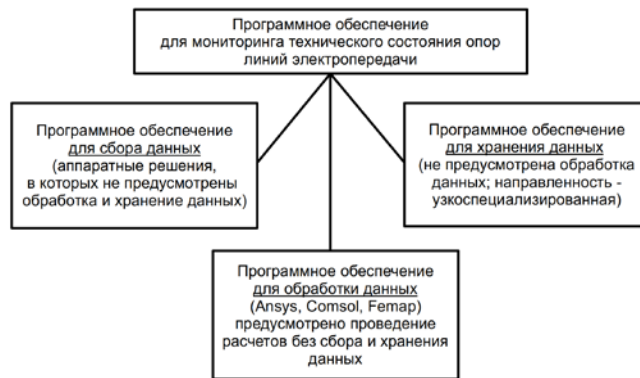 Программное обеспечение
для мониторинга технического состояния опор
линий электропередачи
Программное обеспечение
для сбора данных
(аппаратные решения,
в которых не предусмотрены
обработка и хранение данных)
Программное обеспечение
для хранения данных
(не предусмотрена обработка
данных; направленность -
узкоспециализированная)
Программное обеспечение
для обработки данных
(Ansys, Comsol, Femap)
предусмотрено проведение
расчетов без сбора и хранения
данных